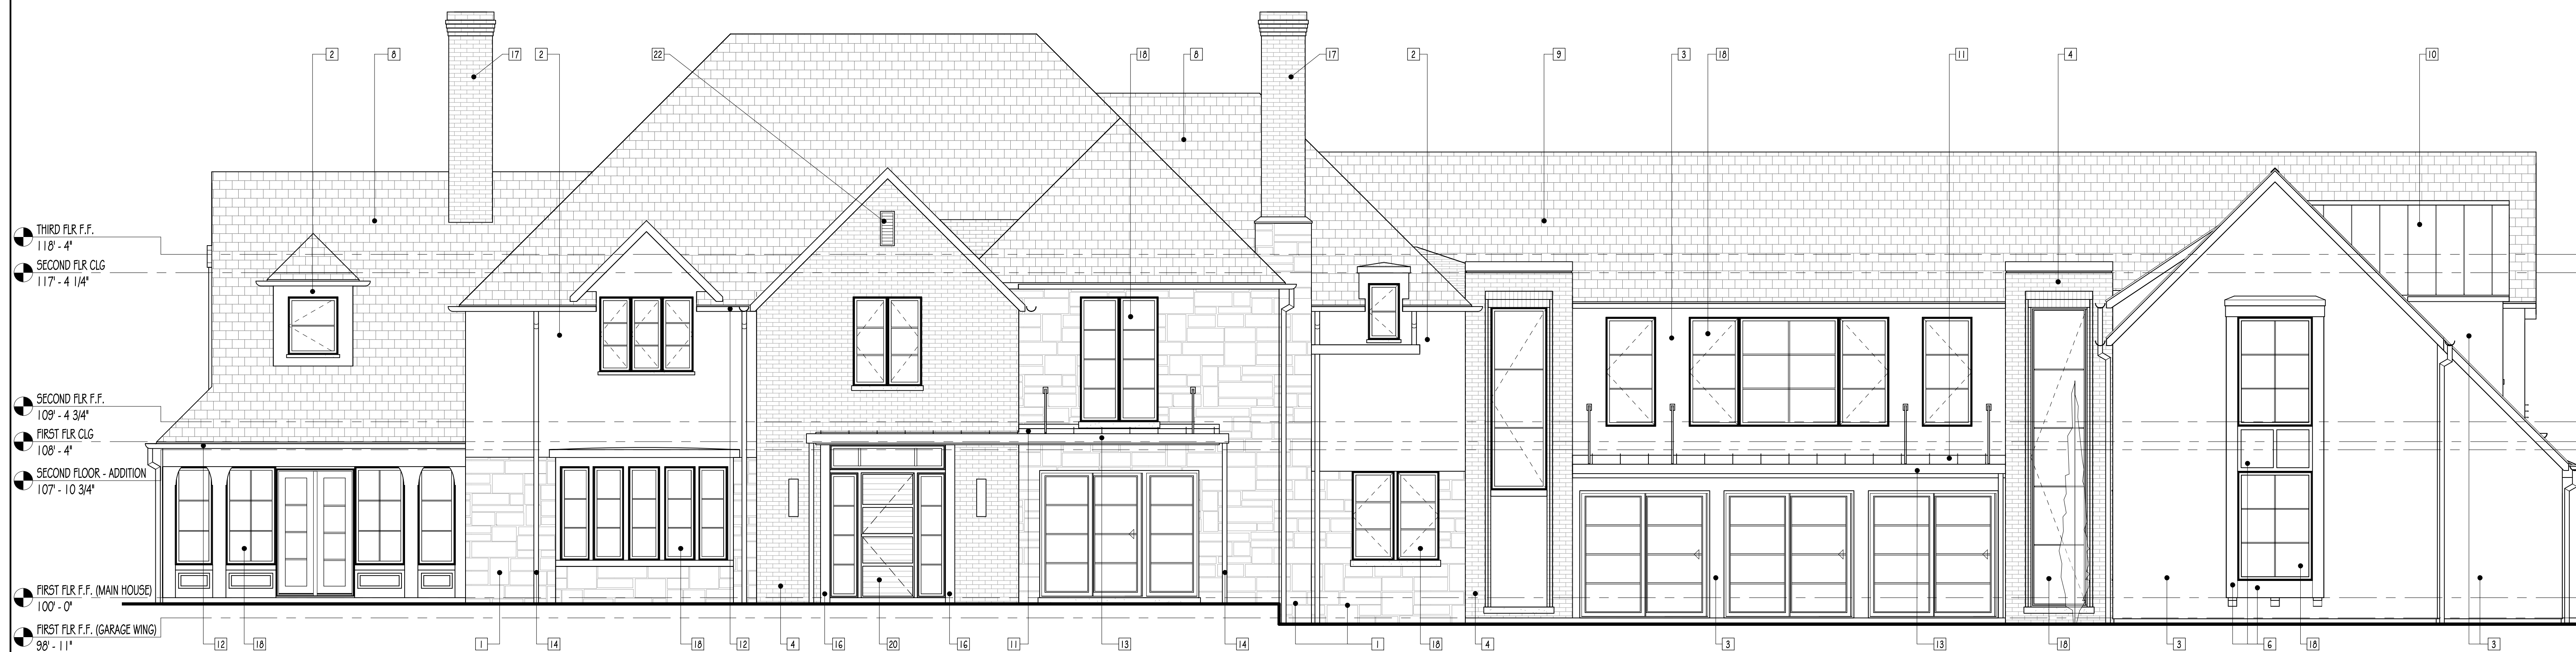 2
8
17
2
22
18
8
17
2
9
3
18
11
4
10
THIRD FLR F.F.
118' - 4"
SECOND FLR CLG
117' - 4 1/4"
SECOND FLR F.F.
109' - 4 3/4"
FIRST FLR CLG
108' - 4"
SECOND FLOOR - ADDITION
107' - 10 3/4"
FIRST FLR F.F. (MAIN HOUSE)
100' - 0"
FIRST FLR F.F. (GARAGE WING)
98' - 11"
12
18
1
14
18
12
4
16
20
16
11
13
14
1
18
4
3
13
18
3
6
18
3